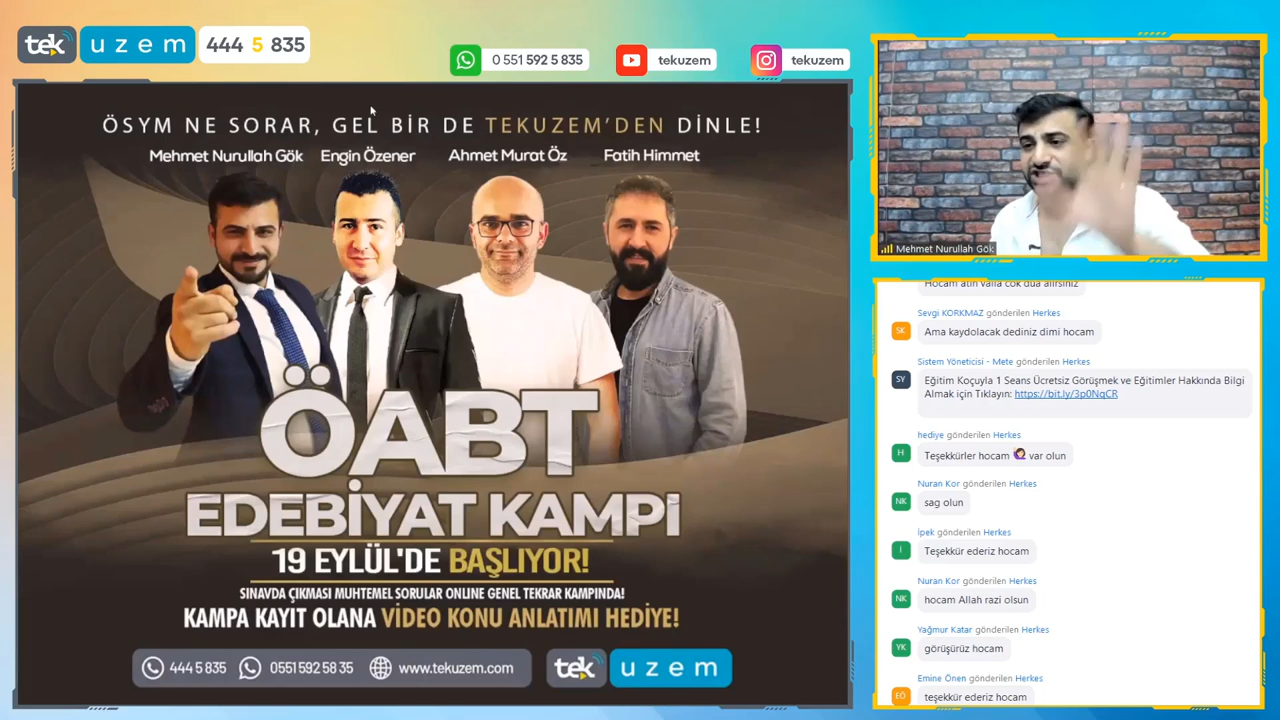 tek uzem 444 5 835
0 551 592 5 835
tekuzem
tekuzem
ÖSYM NE SORAR, GEL BİR DE TEKUZEM'DEN DİNLE!
Mehmet Nurullah Gök Engin Özener Ahmet Murat Öz Fatih Himmet
ÖABT
EDEBİYAT KAMPI
19 EYLÜL'DE BAŞLIYOR!
SINAVDA ÇIKMASI MUHTEMEL SORULAR ONLINE GENEL TEKRAR KAMPINDA!
KAMPA KAYIT OLANA VİDEO KONU ANLATIMI HEDİYE!
444 5 835 0551 592 58 35 www.tekuzem.com tek uzem
Mehmet Nurullah Gök
Hocam atın valla cok dua alirsiniz
Sevgi KORKMAZ gönderilen Herkes
SK
Ama kaydolacak dediniz dimi hocam
Sistem Yöneticisi - Mete gönderilen Herkes
SY
Eğitim Koçuyla 1 Seans Ücretsiz Görüşmek ve Eğitimler Hakkında Bilgi
Almak için Tıklayın: https://bit.ly/3p0NqCR
hediye gönderilen Herkes
H
Teşekkürler hocam 🙋🏻‍♀️ var olun
Nuran Kor gönderilen Herkes
NK
sag olun
İpek gönderilen Herkes
İ
Teşekkür ederiz hocam
Nuran Kor gönderilen Herkes
NK
hocam Allah razi olsun
Yağmur Katar gönderilen Herkes
YK
görüşürüz hocam
Emine Önen gönderilen Herkes
EÖ
teşekkür ederiz hocam